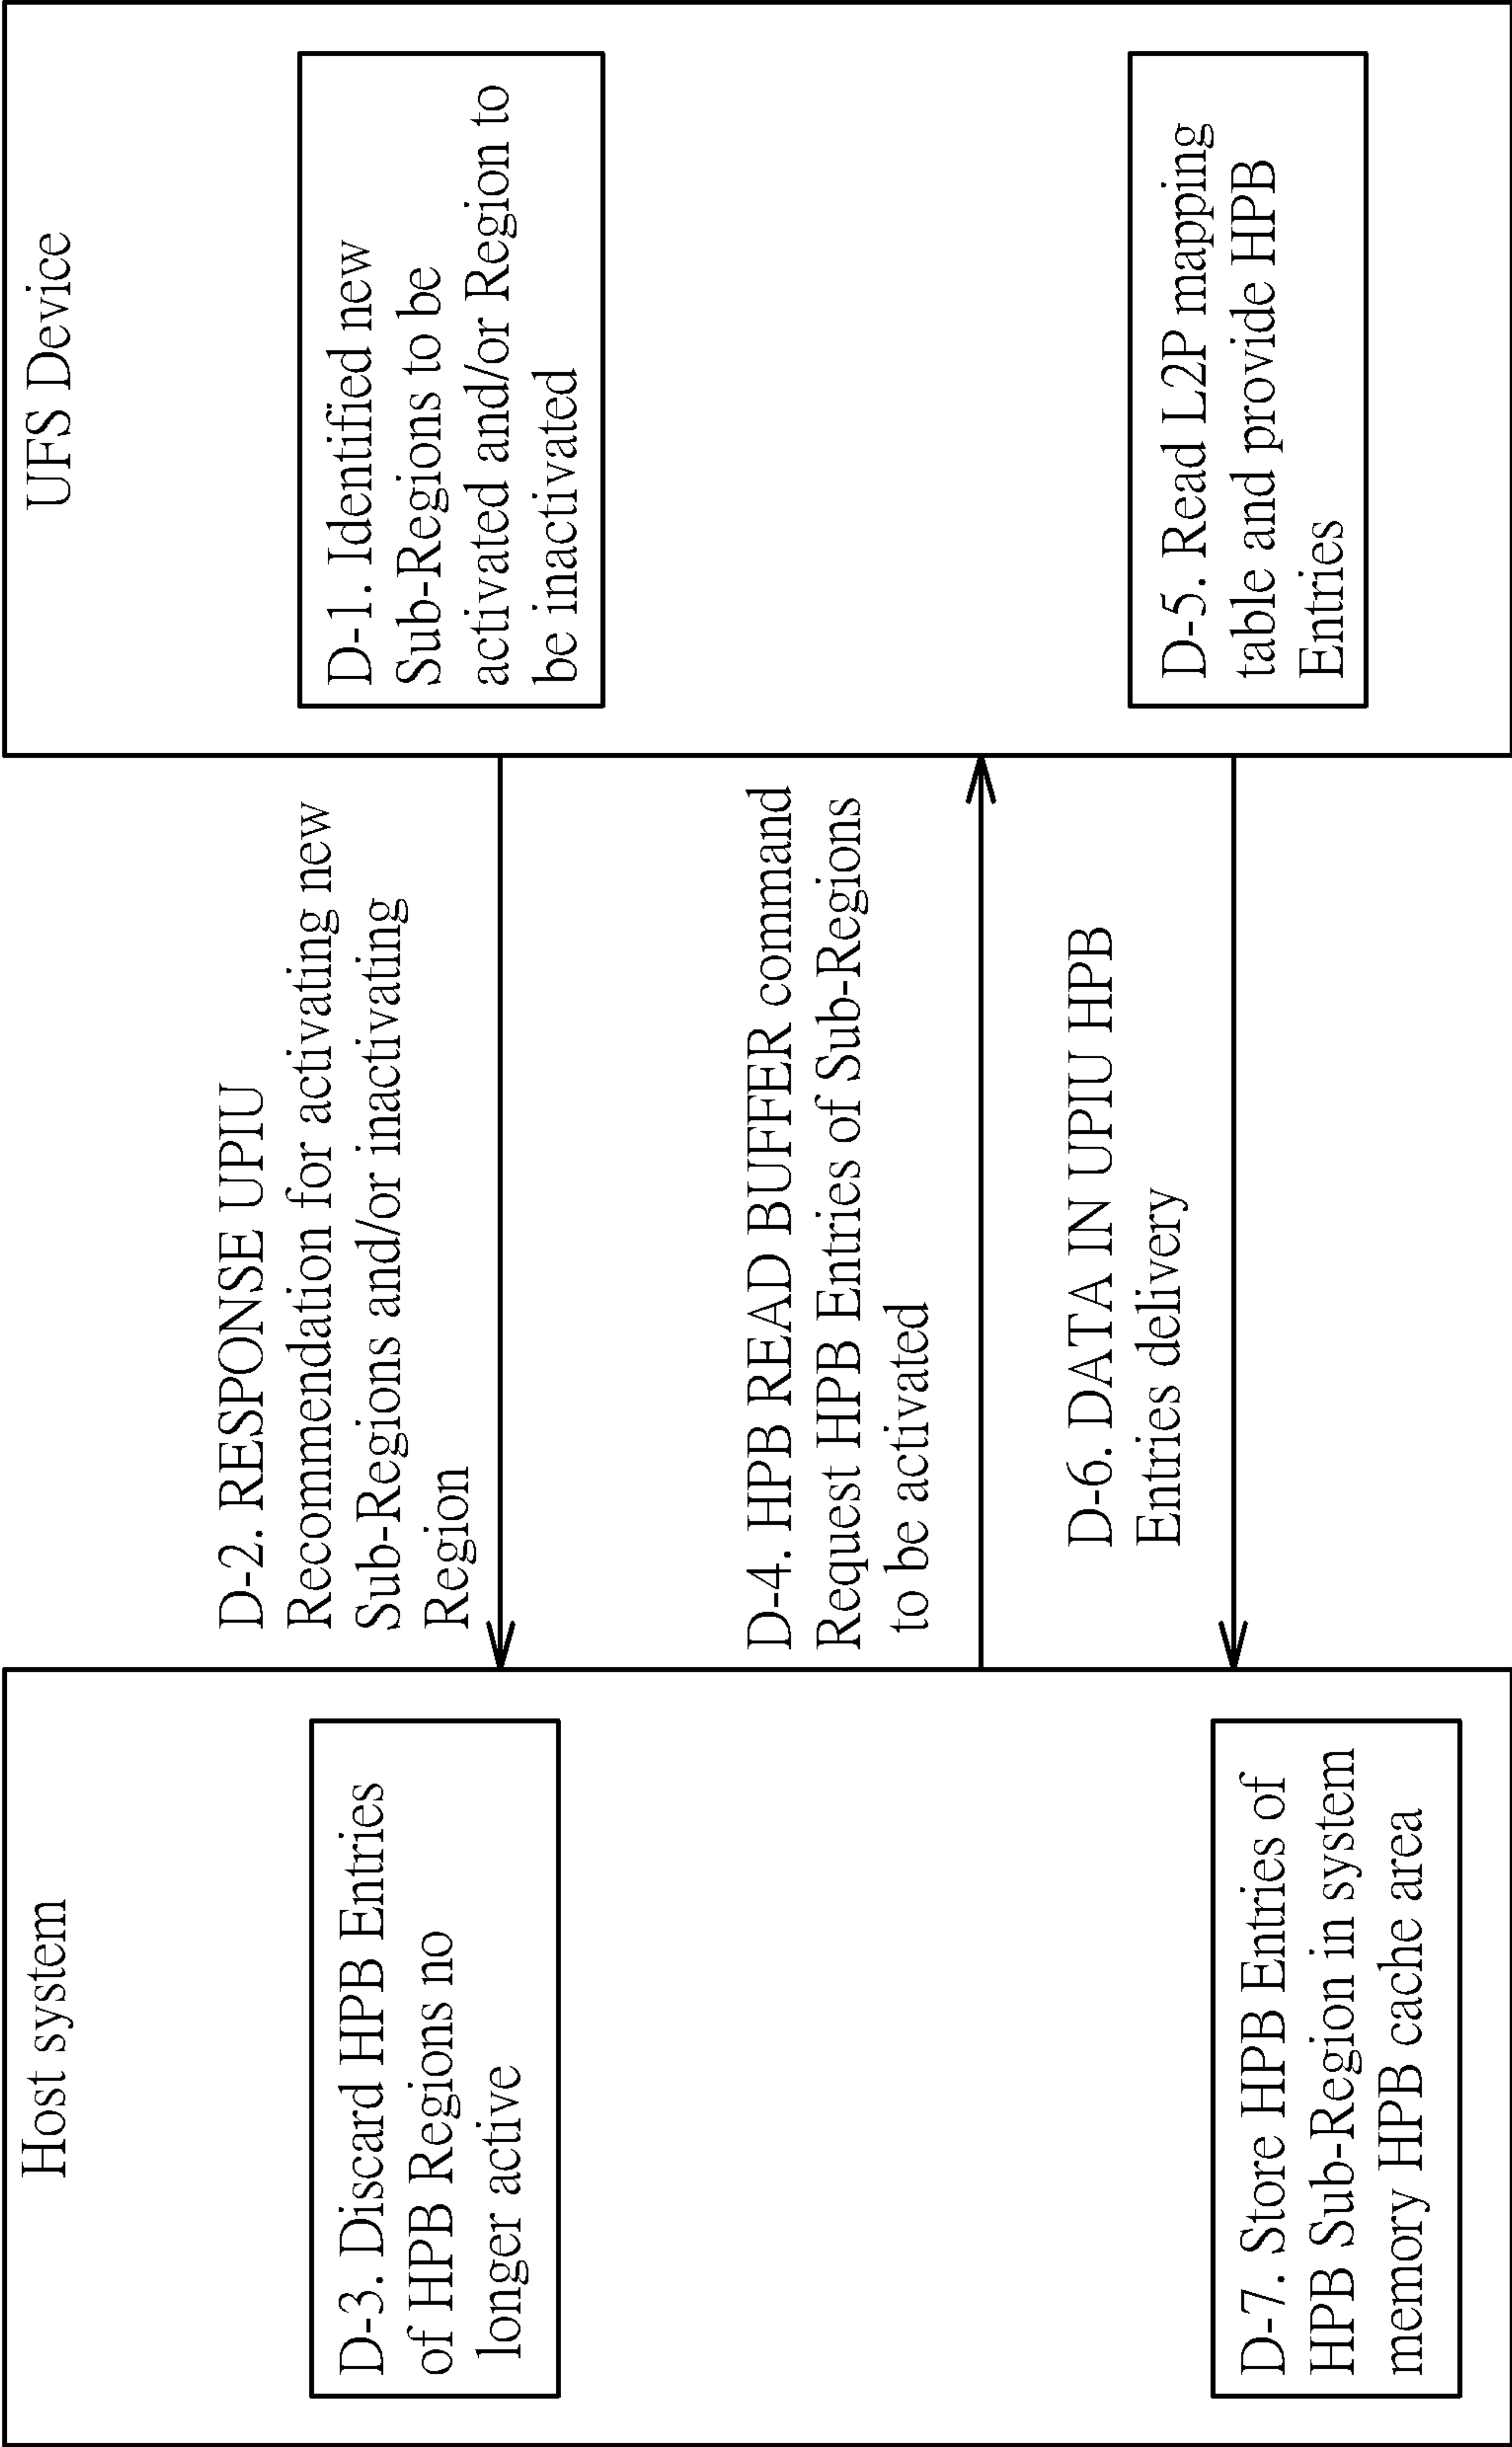 Host system
UFS Device
D-1. Identified new
Sub-Regions to be
activated and/or Region to
be inactivated
D-2. RESPONSE UPIU
Recommendation for activating new
Sub-Regions and/or inactivating
Region
D-3. Discard HPB Entries
of HPB Regions no
longer active
D-4. HPB READ BUFFER command
Request HPB Entries of Sub-Regions
to be activated
D-5. Read L2P mapping
table and provide HPB
Entries
D-6. DATA IN UPIU HPB
Entries delivery
D-7. Store HPB Entries of
HPB Sub-Region in system
memory HPB cache area